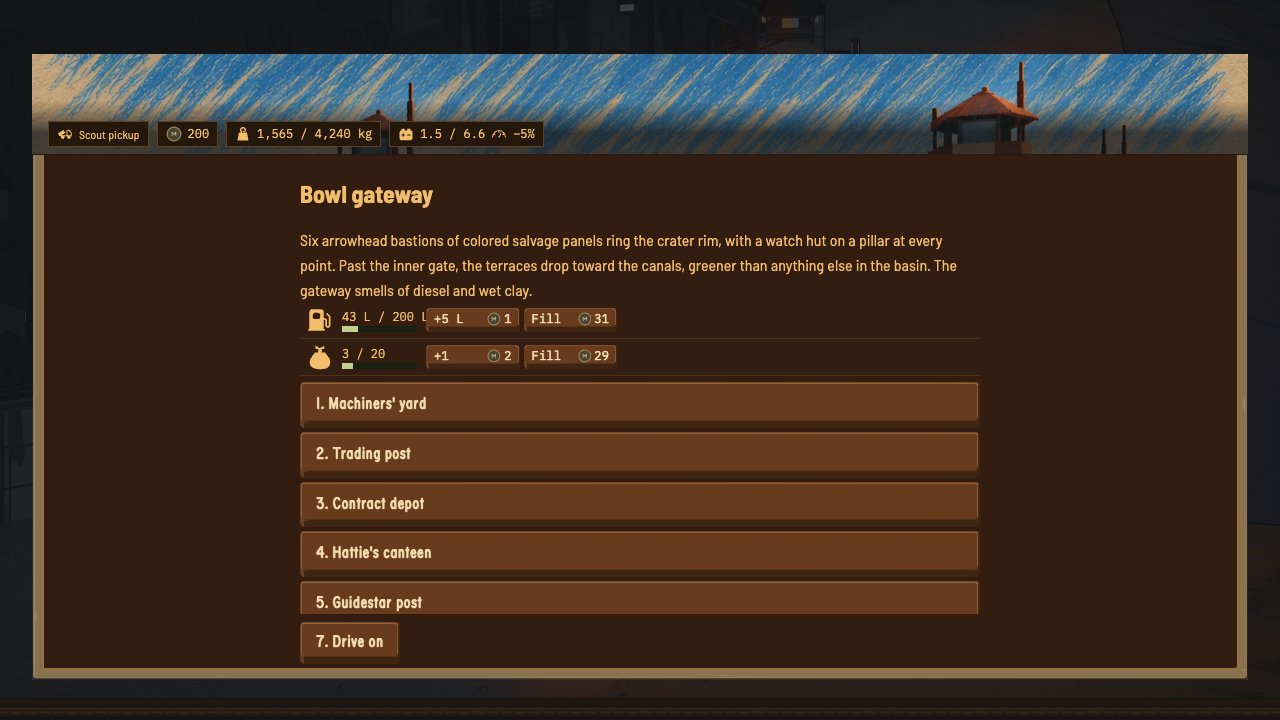 Scout pickup
M 200
1,565 / 4,240 kg
1.5 / 6.6 −5%
Bowl gateway
Six arrowhead bastions of colored salvage panels ring the crater rim, with a watch hut on a pillar at every
point. Past the inner gate, the terraces drop toward the canals, greener than anything else in the basin. The
gateway smells of diesel and wet clay.
43 L / 200 L
+5 L M 1
Fill M 31
3 / 20
+1 M 2
Fill M 29
1. Machiners' yard
2. Trading post
3. Contract depot
4. Hattie's canteen
5. Guidestar post
7. Drive on